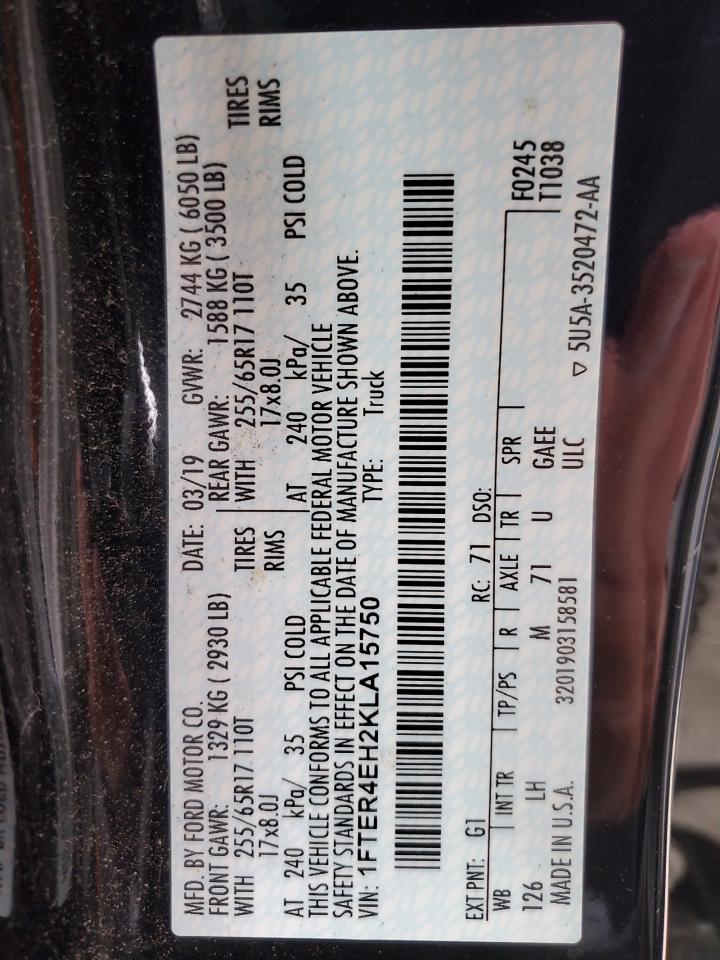 MFD. BY FORD MOTOR CO. DATE: 03/19 GVWR: 2744 KG ( 6050 LB)
FRONT GAWR: 1329 KG ( 2930 LB) REAR GAWR: 1588 KG ( 3500 LB)
WITH 255/65R17 110T TIRES WITH 255/65R17 110T TIRES
17x8.0J RIMS 17x8.0J RIMS
AT 240 kPa/ 35 PSI COLD AT 240 kPa/ 35 PSI COLD
THIS VEHICLE CONFORMS TO ALL APPLICABLE FEDERAL MOTOR VEHICLE
SAFETY STANDARDS IN EFFECT ON THE DATE OF MANUFACTURE SHOWN ABOVE.
VIN: 1FTER4EH2KLA15750 TYPE: Truck
EXT PNT: G1 RC: 71 DSO:
WB INT TR TP/PS R AXLE TR SPR F0245
126 LH M 71 U GAEE T1038
ULC
MADE IN U.S.A. 3201903158581 ▽ 5U5A-3520472-AA